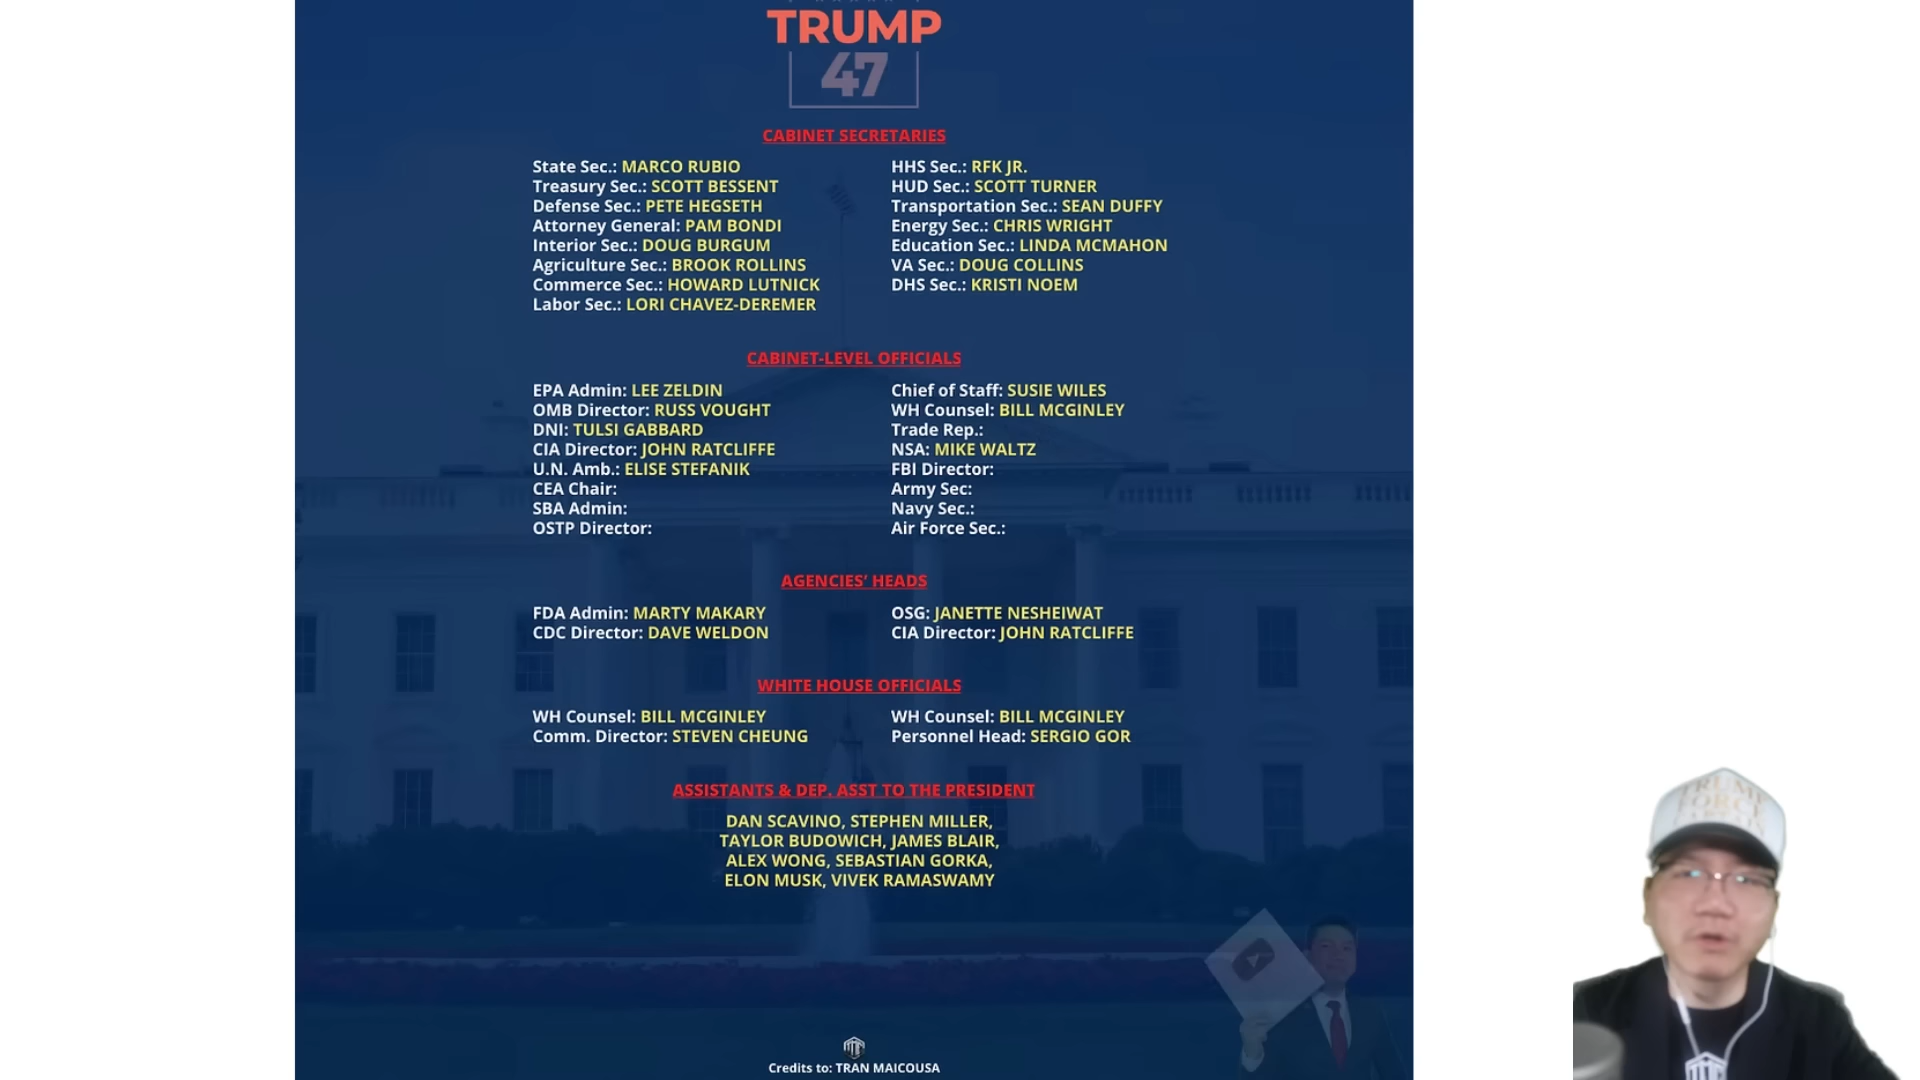 TRUMP
47
CABINET SECRETARIES
State Sec.: MARCO RUBIO
Treasury Sec.: SCOTT BESSENT
Defense Sec.: PETE HEGSETH
Attorney General: PAM BONDI
Interior Sec.: DOUG BURGUM
Agriculture Sec.: BROOK ROLLINS
Commerce Sec.: HOWARD LUTNICK
Labor Sec.: LORI CHAVEZ-DEREMER
HHS Sec.: RFK JR.
HUD Sec.: SCOTT TURNER
Transportation Sec.: SEAN DUFFY
Energy Sec.: CHRIS WRIGHT
Education Sec.: LINDA MCMAHON
VA Sec.: DOUG COLLINS
DHS Sec.: KRISTI NOEM
CABINET-LEVEL OFFICIALS
EPA Admin: LEE ZELDIN
OMB Director: RUSS VOUGHT
DNI: TULSI GABBARD
CIA Director: JOHN RATCLIFFE
U.N. Amb.: ELISE STEFANIK
CEA Chair:
SBA Admin:
OSTP Director:
Chief of Staff: SUSIE WILES
WH Counsel: BILL MCGINLEY
Trade Rep.:
NSA: MIKE WALTZ
FBI Director:
Army Sec:
Navy Sec.:
Air Force Sec.:
AGENCIES’ HEADS
FDA Admin: MARTY MAKARY
CDC Director: DAVE WELDON
OSG: JANETTE NESHEIWAT
CIA Director: JOHN RATCLIFFE
WHITE HOUSE OFFICIALS
WH Counsel: BILL MCGINLEY
Comm. Director: STEVEN CHEUNG
WH Counsel: BILL MCGINLEY
Personnel Head: SERGIO GOR
ASSISTANTS & DEP. ASST TO THE PRESIDENT
DAN SCAVINO, STEPHEN MILLER,
TAYLOR BUDOWICH, JAMES BLAIR,
ALEX WONG, SEBASTIAN GORKA,
ELON MUSK, VIVEK RAMASWAMY
Credits to: TRAN MAICOUSA
TRUMP
FORCE